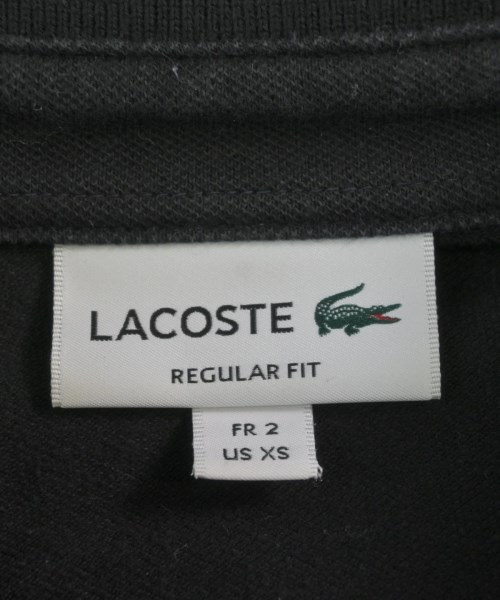 LACOSTE
REGULAR FIT
FR 2
US XS